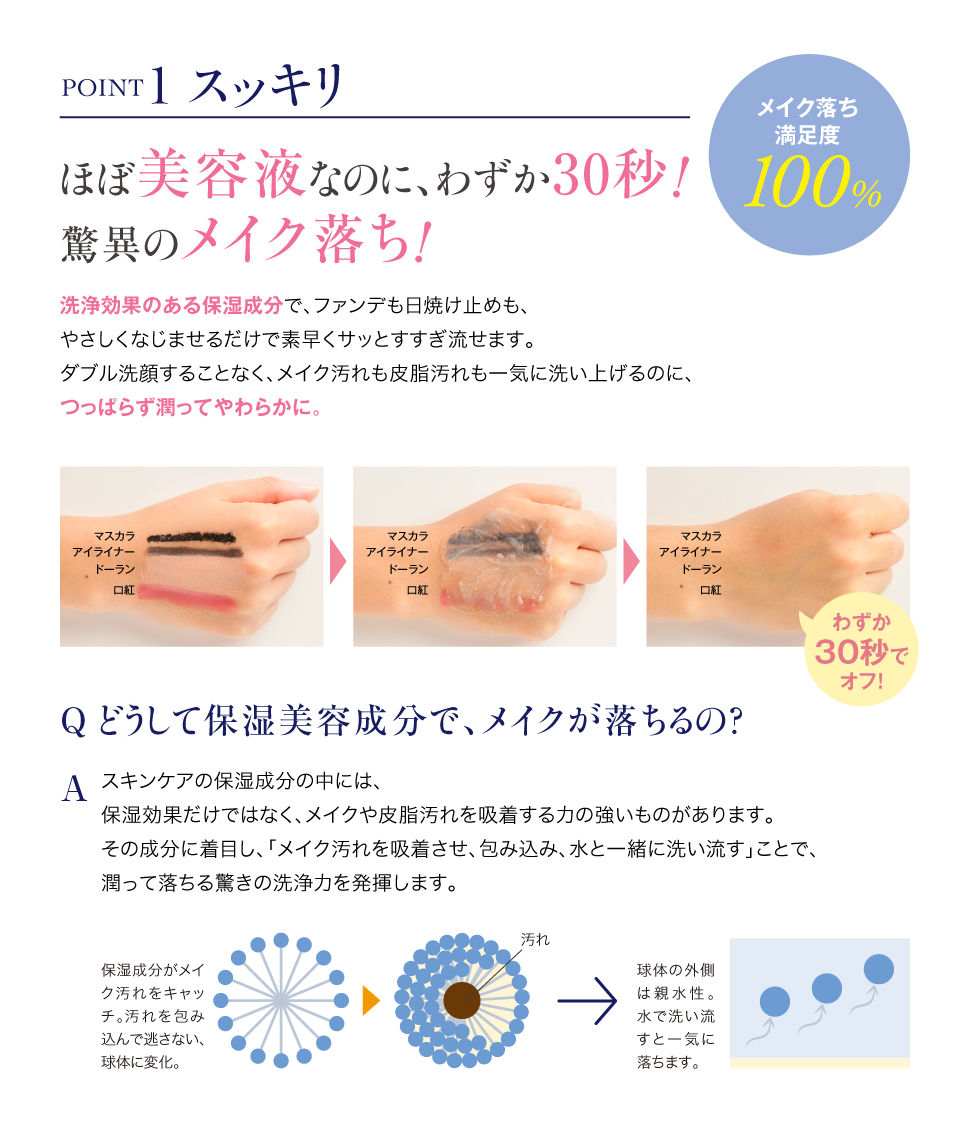 POINT1 スッキリ
メイク落ち
満足度
100%
ほぼ美容液なのに、わずか30秒!
驚異のメイク落ち!
洗浄効果のある保湿成分で、ファンデも日焼け止めも、
やさしくなじませるだけで素早くサッとすすぎ流せます。
ダブル洗顔することなく、メイク汚れも皮脂汚れも一気に洗い上げるのに、
つっぱらず潤ってやわらかに。
マスカラ
アイライナー
ドーラン
口紅
マスカラ
アイライナー
ドーラン
口紅
マスカラ
アイライナー
ドーラン
口紅
わずか
30秒で
オフ!
Q どうして保湿美容成分で、メイクが落ちるの?
A スキンケアの保湿成分の中には、
保湿効果だけではなく、メイクや皮脂汚れを吸着する力の強いものがあります。
その成分に着目し、「メイク汚れを吸着させ、包み込み、水と一緒に洗い流す」ことで、
潤って落ちる驚きの洗浄力を発揮します。
保湿成分がメイ
ク汚れをキャッ
チ。汚れを包み
込んで逃さない、
球体に変化。
汚れ
球体の外側
は親水性。
水で洗い流
すと一気に
落ちます。